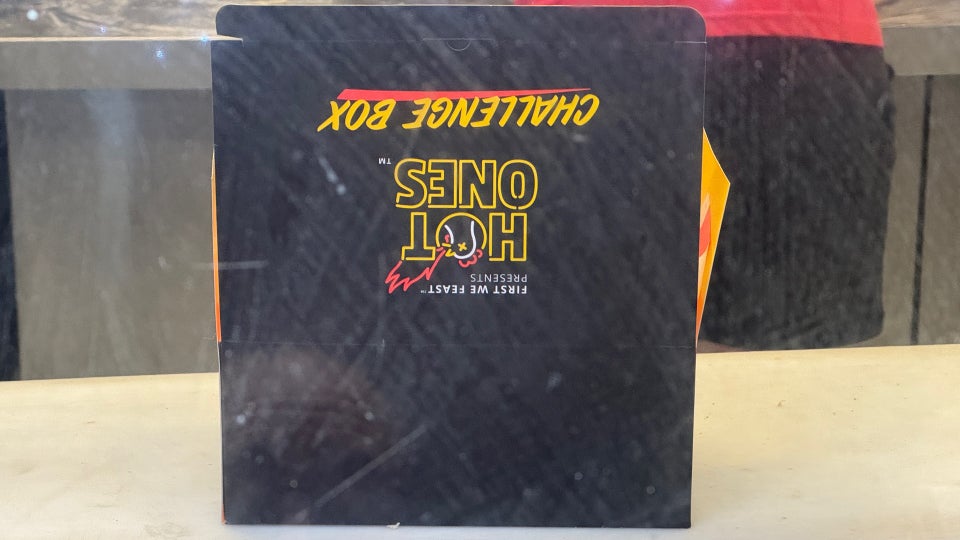 FIRST WE FEAST™
PRESENTS
HOT
ONES™
CHALLENGE BOX